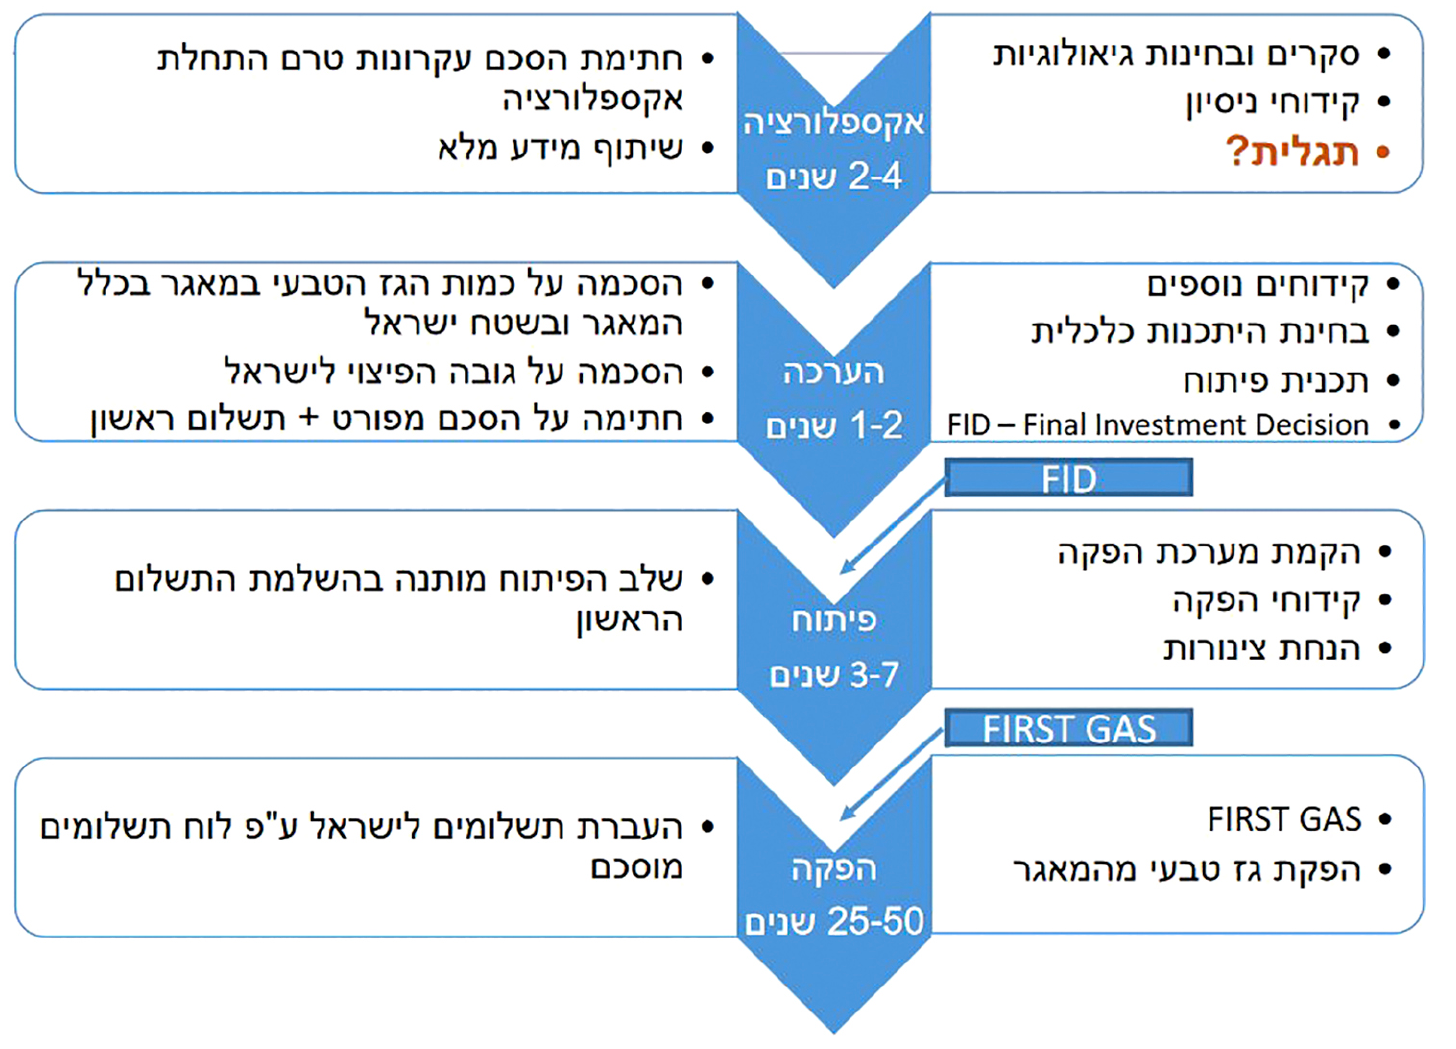 סקרים ובחינות גיאולוגיות
קידוחי ניסיון
תגלית?
אקספלורציה
2-4 שנים
חתימת הסכם עקרונות טרם התחלת
אקספלורציה
שיתוף מידע מלא
קידוחים נוספים
בחינת היתכנות כלכלית
תכנית פיתוח
FID – Final Investment Decision
הערכה
1-2 שנים
הסכמה על כמות הגז הטבעי במאגר בכלל
המאגר ובשטח ישראל
הסכמה על גובה הפיצוי לישראל
חתימה על הסכם מפורט + תשלום ראשון
FID
הקמת מערכת הפקה
קידוחי הפקה
הנחת צינורות
פיתוח
3-7 שנים
שלב הפיתוח מותנה בהשלמת התשלום
הראשון
FIRST GAS
FIRST GAS
הפקת גז טבעי מהמאגר
הפקה
25-50 שנים
העברת תשלומים לישראל ע"פ לוח תשלומים
מוסכם